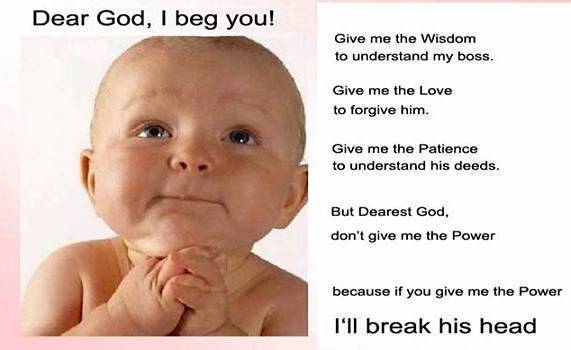 Dear God, I beg you!
Give me the Wisdom
to understand my boss.
Give me the Love
to forgive him.
Give me the Patience
to understand his deeds.
But Dearest God,
don't give me the Power
because if you give me the Power
I'll break his head